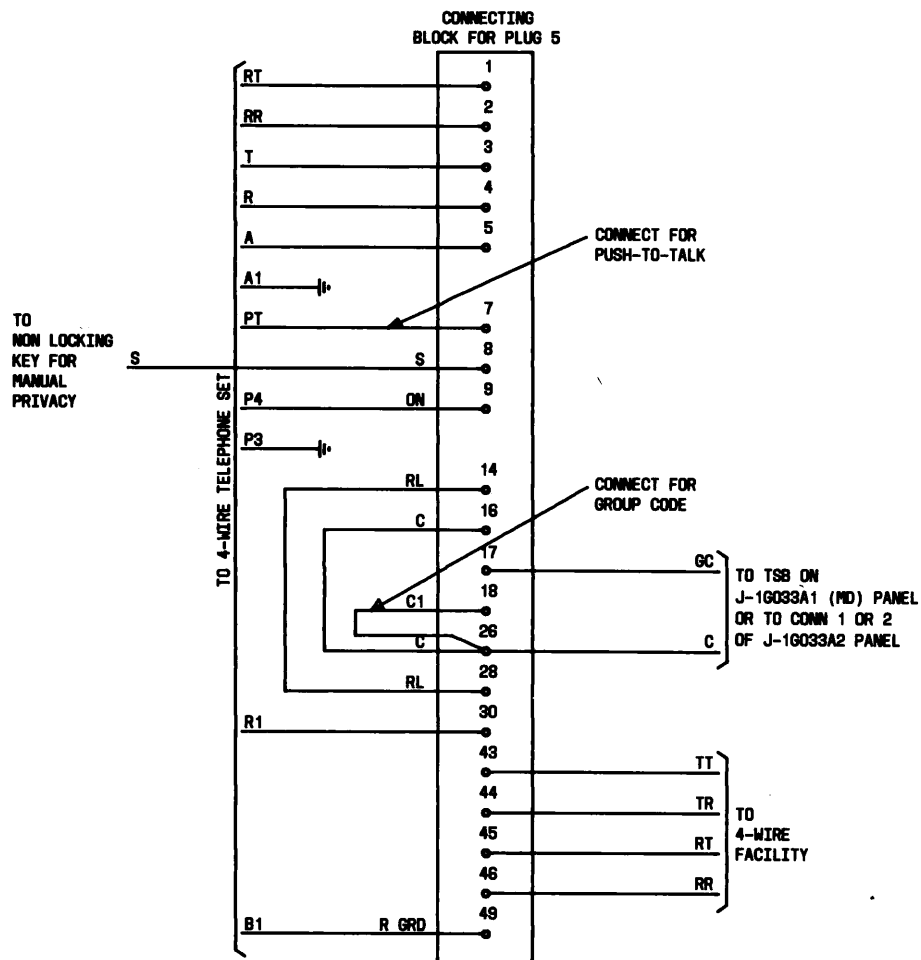 CONNECTING
BLOCK FOR PLUG 5
1
RT
2
RR
3
T
4
R
5
A
CONNECT FOR
PUSH-TO-TALK
A1
7
PT
TO
NON LOCKING
KEY FOR
MANUAL
PRIVACY
8
S
S
9
P4
ON
P3
TO 4-WIRE TELEPHONE SET
14
RL
CONNECT FOR
GROUP CODE
16
C
17
GC
18
C1
TO TSB ON
J-1G033A1 (MD) PANEL
OR TO CONN 1 OR 2
OF J-1G033A2 PANEL
26
C
C
28
RL
30
R1
43
TT
44
TR
45
RT
46
RR
TO
4-WIRE
FACILITY
49
B1
R GRD